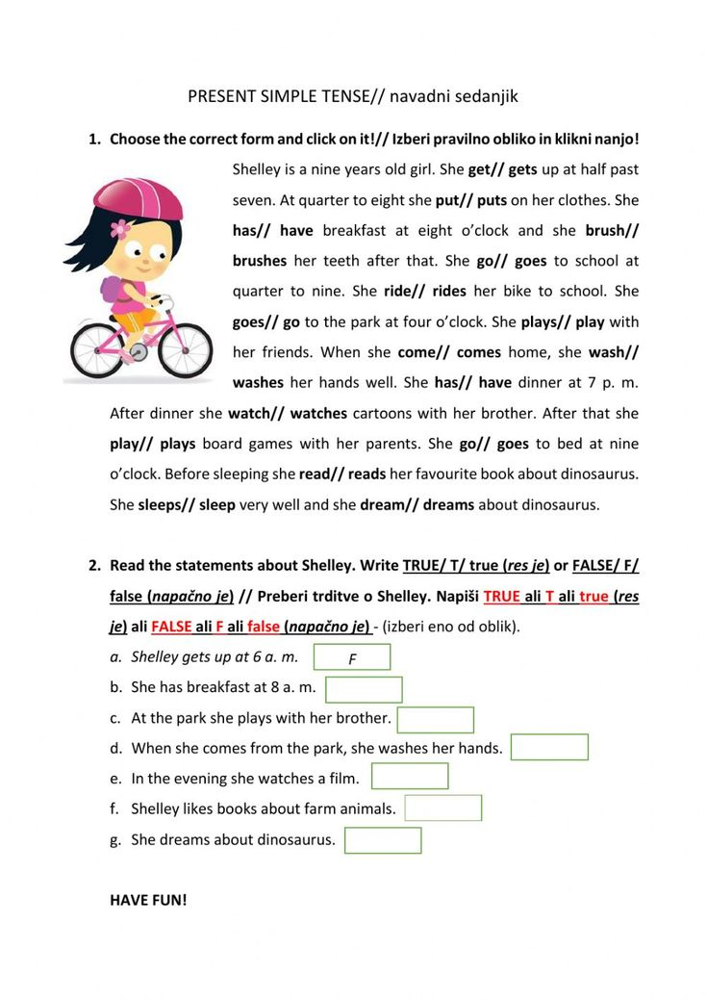 PRESENT SIMPLE TENSE// navadni sedanjik
1. Choose the correct form and click on it!// Izberi pravilno obliko in klikni nanjo!
Shelley is a nine years old girl. She get// gets up at half past
seven. At quarter to eight she put// puts on her clothes. She
has// have breakfast at eight o’clock and she brush//
brushes her teeth after that. She go// goes to school at
quarter to nine. She ride// rides her bike to school. She
goes// go to the park at four o’clock. She plays// play with
her friends. When she come// comes home, she wash//
washes her hands well. She has// have dinner at 7 p. m.
After dinner she watch// watches cartoons with her brother. After that she
play// plays board games with her parents. She go// goes to bed at nine
o’clock. Before sleeping she read// reads her favourite book about dinosaurus.
She sleeps// sleep very well and she dream// dreams about dinosaurus.
2. Read the statements about Shelley. Write TRUE/ T/ true (res je) or FALSE/ F/
false (napačno je) // Preberi trditve o Shelley. Napiši TRUE ali T ali true (res
je) ali FALSE ali F ali false (napačno je) - (izberi eno od oblik).
a. Shelley gets up at 6 a. m. F
b. She has breakfast at 8 a. m.
c. At the park she plays with her brother.
d. When she comes from the park, she washes her hands.
e. In the evening she watches a film.
f. Shelley likes books about farm animals.
g. She dreams about dinosaurus.
HAVE FUN!